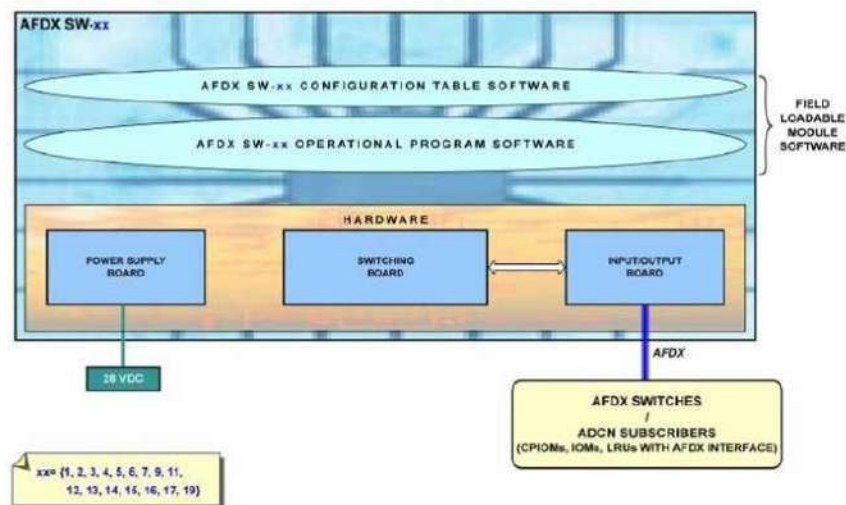 AFDX SW-xx
AFDX SW-xx CONFIGURATION TABLE SOFTWARE
AFDX SW-xx OPERATIONAL PROGRAM SOFTWARE
FIELD
LOADABLE
MODULE
SOFTWARE
HARDWARE
POWER SUPPLY
BOARD
SWITCHING
BOARD
INPUT/OUTPUT
BOARD
AFDX
28 VDC
AFDX SWITCHES
/
ADCN SUBSCRIBERS
(CPIOMs, IOMs, LRUs WITH AFDX INTERFACE)
xx= {1, 2, 3, 4, 5, 6, 7, 9, 11,
12, 13, 14, 15, 16, 17, 19}